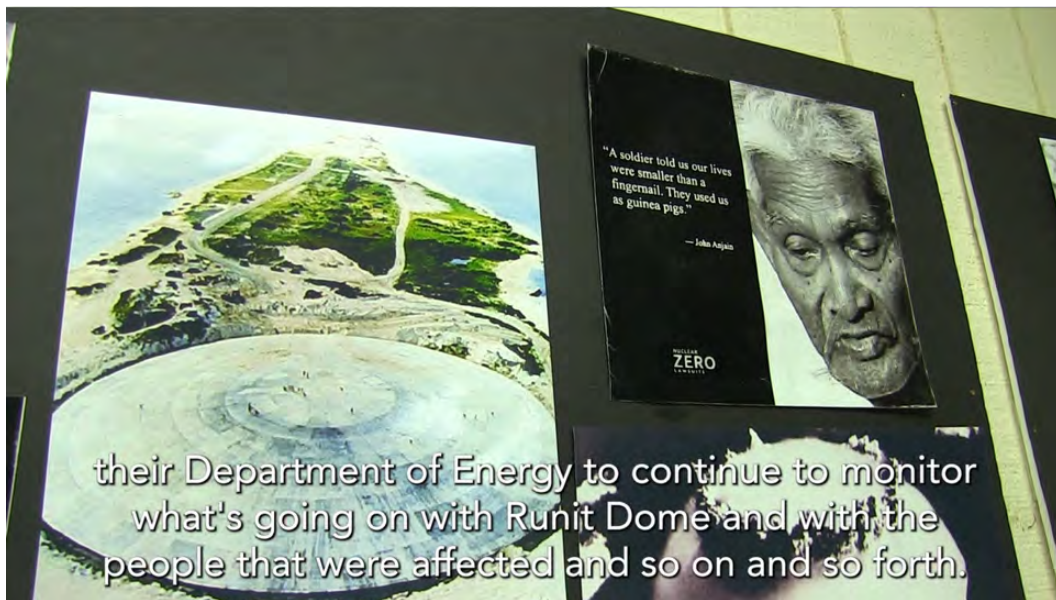 "A soldier told us our lives
were smaller than a
fingernail. They used us
as guinea pigs."
— John Anjain
NUCLEAR
ZERO
LAWSUITS
their Department of Energy to continue to monitor
what's going on with Runit Dome and with the
people that were affected and so on and so forth.